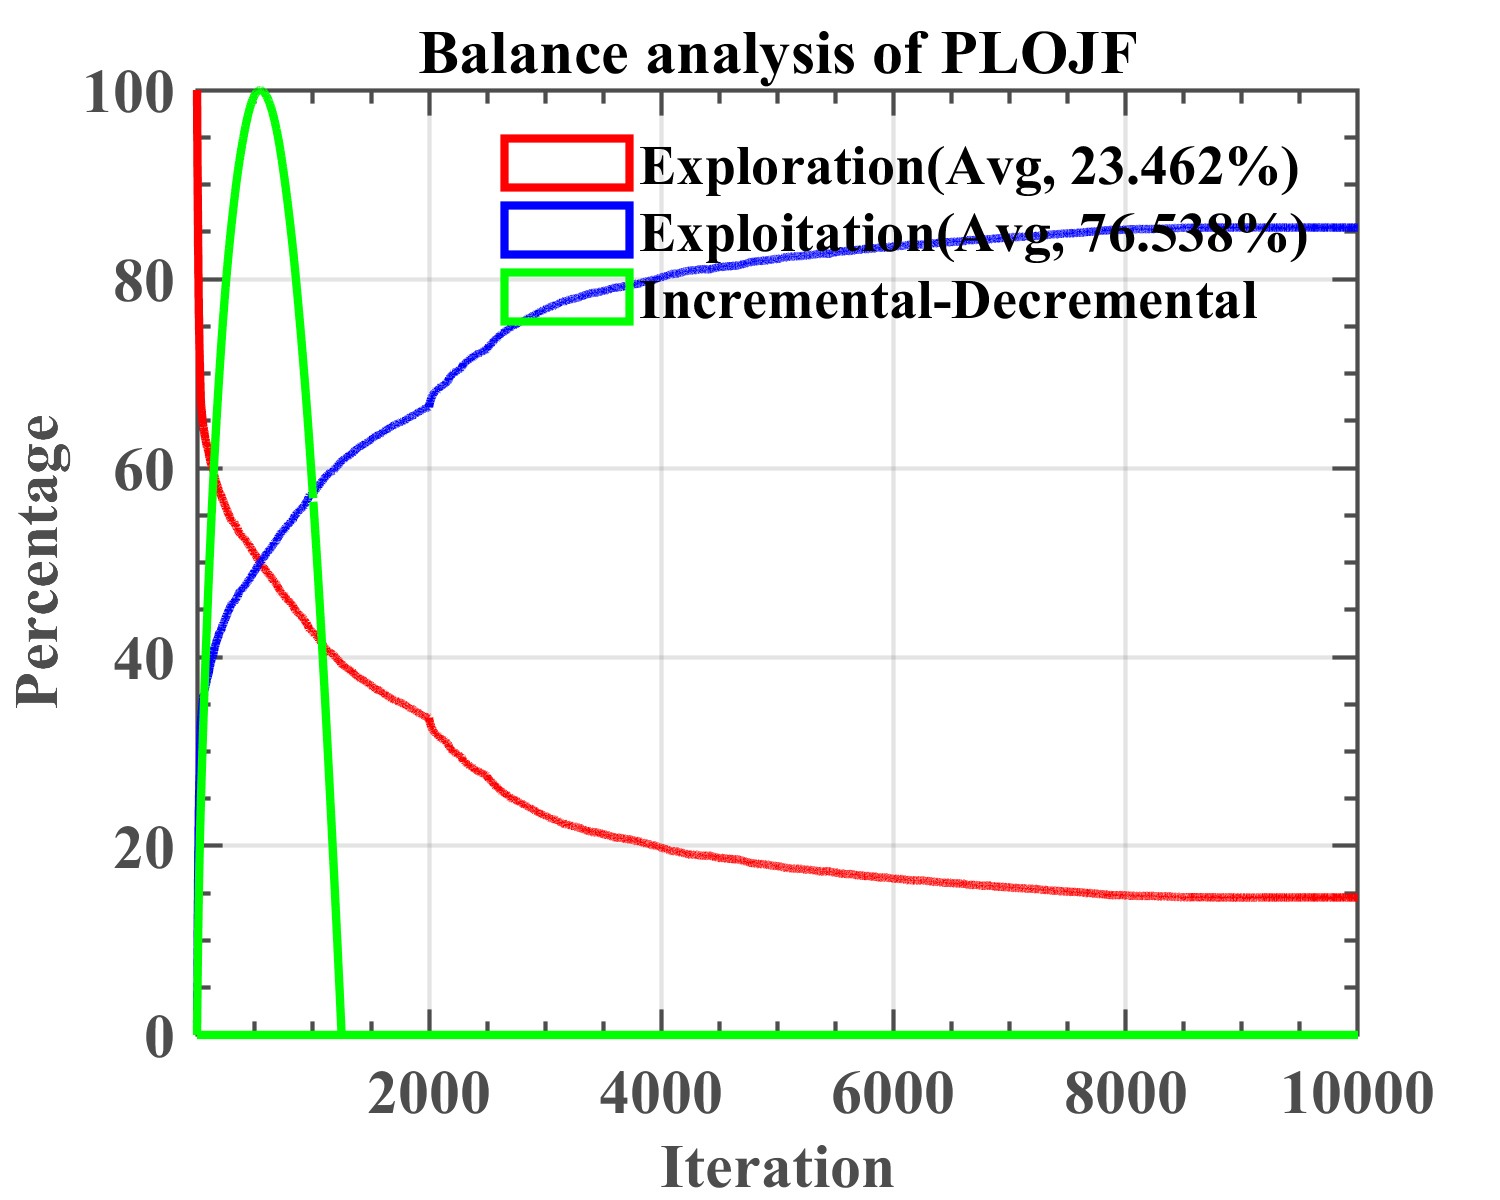 Balance analysis of PLOJF
100
80
60
40
20
0
Percentage
Exploration(Avg, 23.462%)
Exploitation(Avg, 76.538%)
Incremental-Decremental
2000 4000 6000 8000 10000
Iteration